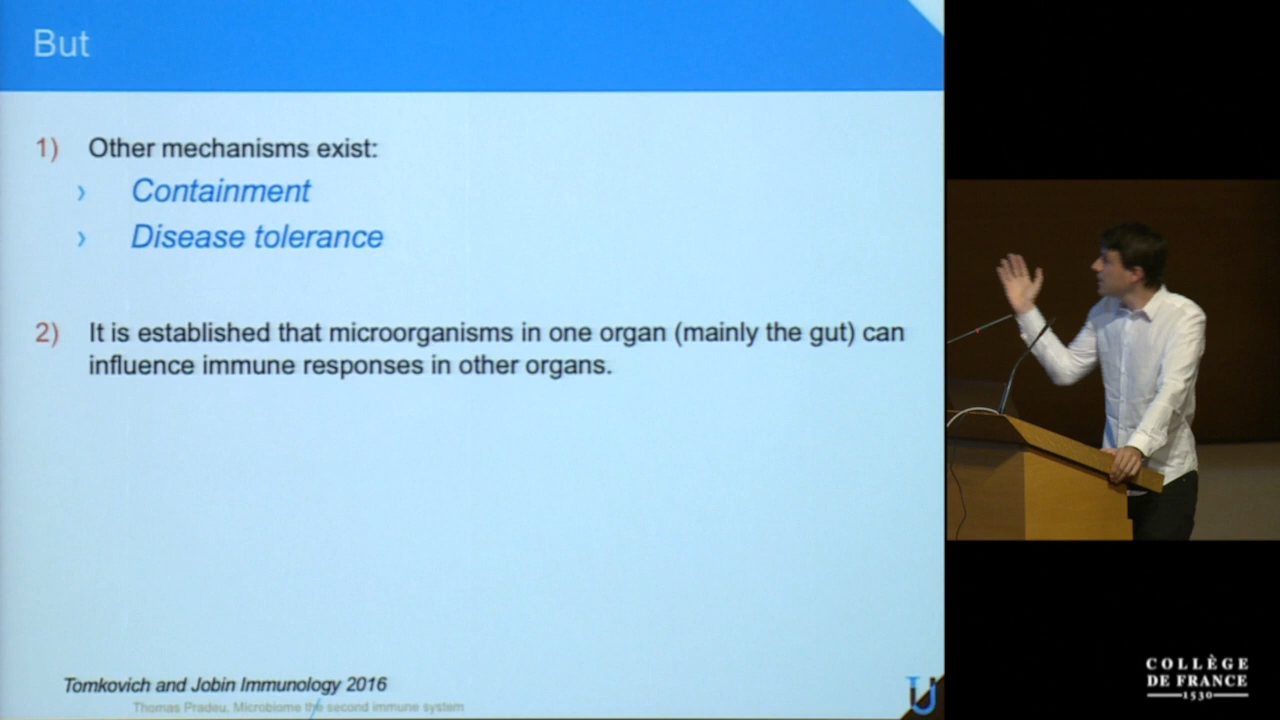 But
1) Other mechanisms exist:
› Containment
› Disease tolerance
2) It is established that microorganisms in one organ (mainly the gut) can
influence immune responses in other organs.
Tomkovich and Jobin Immunology 2016
Thomas Pradeu, Microbiome the second immune system
U
COLLÈGE
DE FRANCE
1530